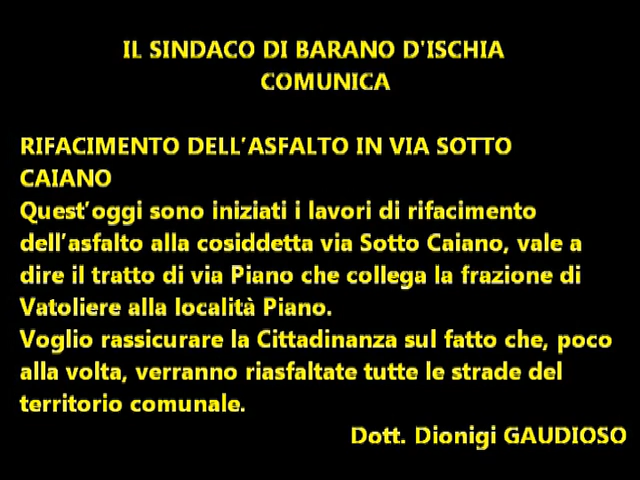 IL SINDACO DI BARANO D'ISCHIA
COMUNICA
RIFACIMENTO DELL’ASFALTO IN VIA SOTTO
CAIANO
Quest’oggi sono iniziati i lavori di rifacimento
dell’asfalto alla cosiddetta via Sotto Caiano, vale a
dire il tratto di via Piano che collega la frazione di
Vatoliere alla località Piano.
Voglio rassicurare la Cittadinanza sul fatto che, poco
alla volta, verranno riasfaltate tutte le strade del
territorio comunale.
Dott. Dionigi GAUDIOSO